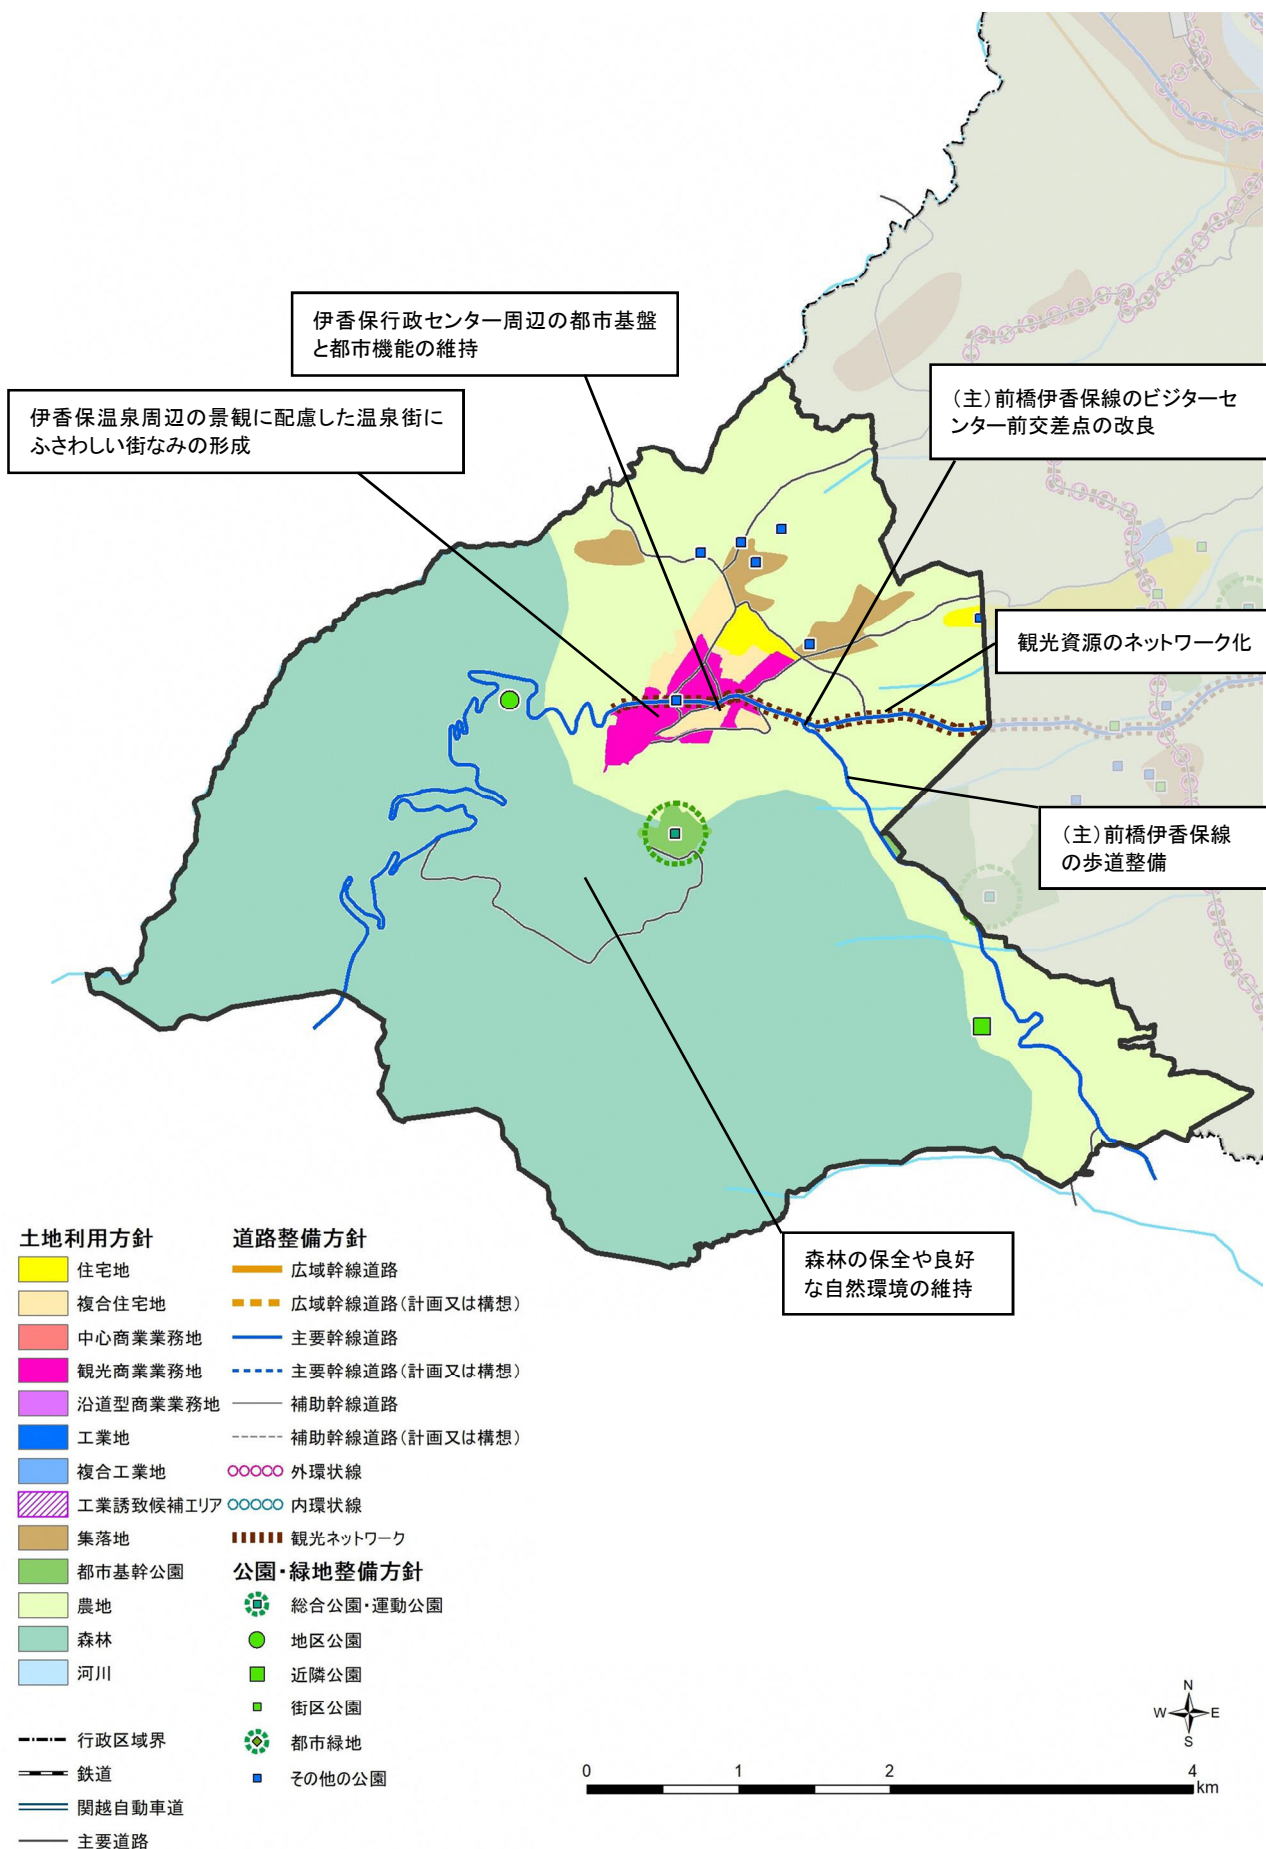 伊香保行政センター周辺の都市基盤
と都市機能の維持
伊香保温泉周辺の景観に配慮した温泉街に
ふさわしい街なみの形成
(主)前橋伊香保線のビジターセ
ンター前交差点の改良
観光資源のネットワーク化
(主)前橋伊香保線
の歩道整備
森林の保全や良好
な自然環境の維持
土地利用方針
住宅地
複合住宅地
中心商業業務地
観光商業業務地
沿道型商業業務地
工業地
複合工業地
工業誘致候補エリア
集落地
都市基幹公園
農地
森林
河川
行政区域界
鉄道
関越自動車道
主要道路
道路整備方針
広域幹線道路
広域幹線道路(計画又は構想)
主要幹線道路
主要幹線道路(計画又は構想)
補助幹線道路
補助幹線道路(計画又は構想)
外環状線
内環状線
観光ネットワーク
公園・緑地整備方針
総合公園・運動公園
地区公園
近隣公園
街区公園
都市緑地
その他の公園
N
W E
S
0 1 2 4
km